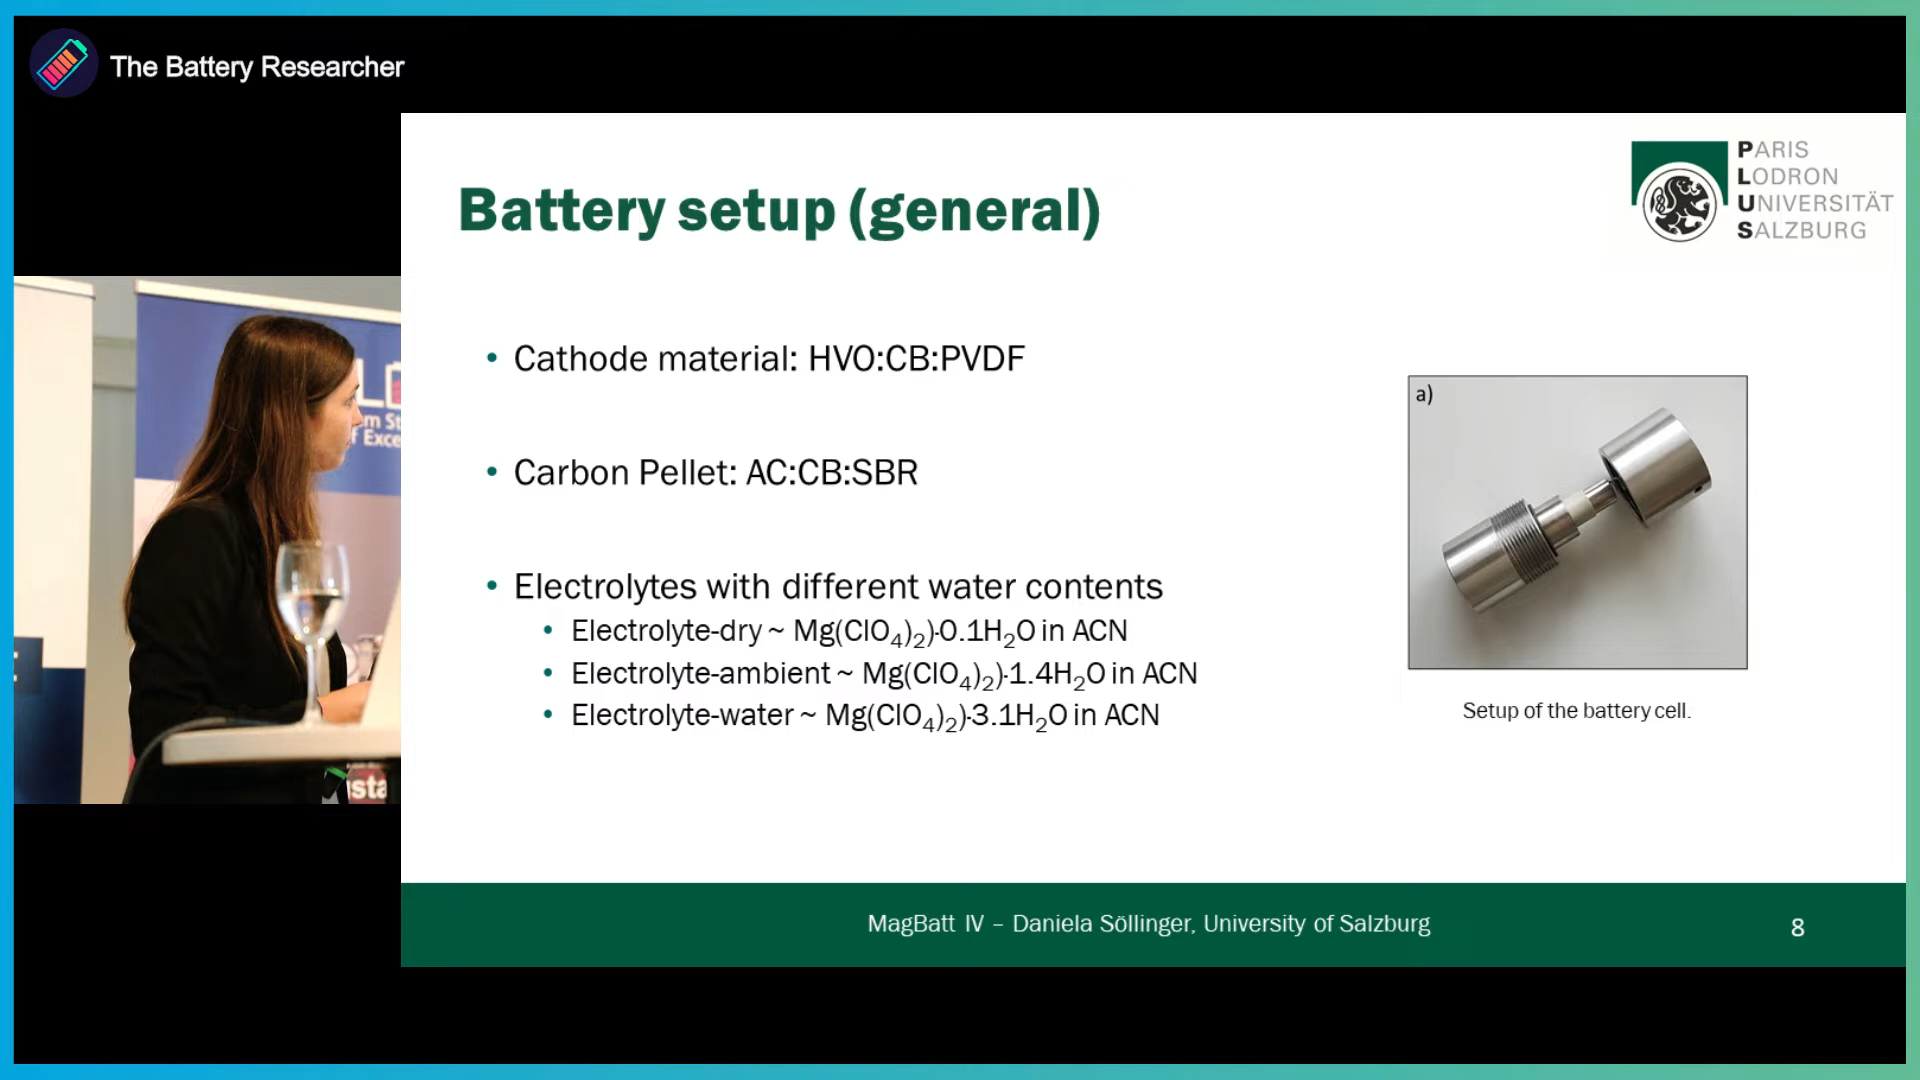 The Battery Researcher
PARIS
LODRON
UNIVERSITÄT
SALZBURG
Battery setup (general)
• Cathode material: HVO:CB:PVDF
• Carbon Pellet: AC:CB:SBR
• Electrolytes with different water contents
• Electrolyte-dry ~ Mg(ClO₄)₂)·0.1H₂O in ACN
• Electrolyte-ambient ~ Mg(ClO₄)₂)·1.4H₂O in ACN
• Electrolyte-water ~ Mg(ClO₄)₂)·3.1H₂O in ACN
a)
Setup of the battery cell.
MagBatt IV – Daniela Söllinger, University of Salzburg
8